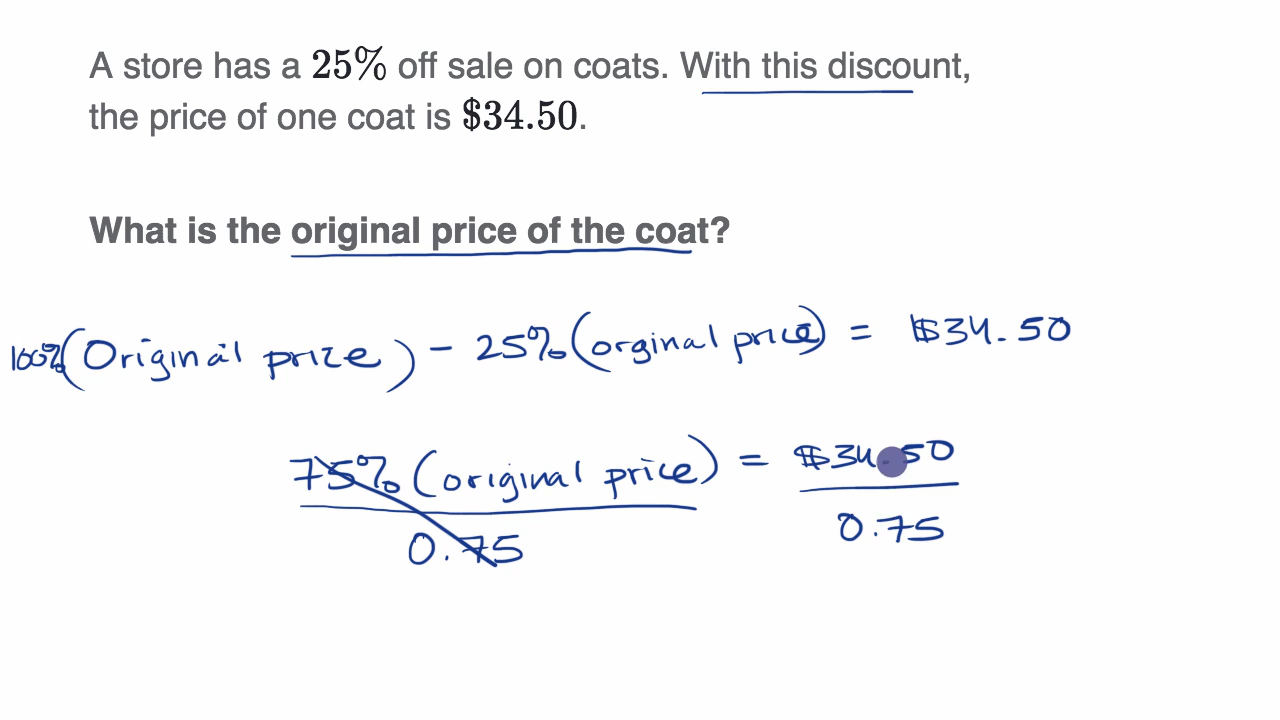 A store has a 25% off sale on coats. With this discount,
the price of one coat is $34.50.
What is the original price of the coat?
100%(Original price) - 25%(orginal price) = $34.50
75%(original price) = $34.50
0.75 0.75